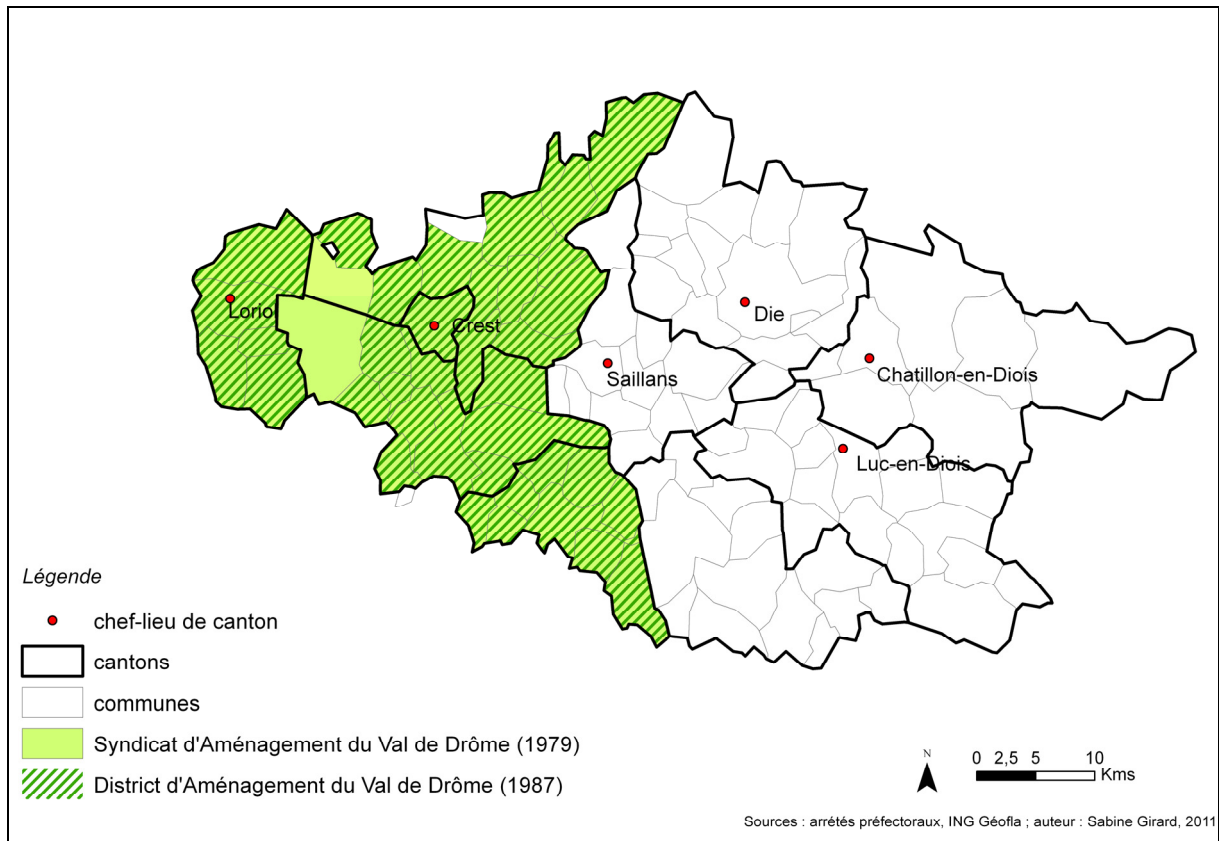 Loriol
Crest
Die
Saillans
Chatillon-en-Diois
Luc-en-Diois
Légende
chef-lieu de canton
cantons
communes
Syndicat d'Aménagement du Val de Drôme (1979)
District d'Aménagement du Val de Drôme (1987)
N
0 2,5 5 10
Kms
Sources : arrétés préfectoraux, ING Géofla ; auteur : Sabine Girard, 2011